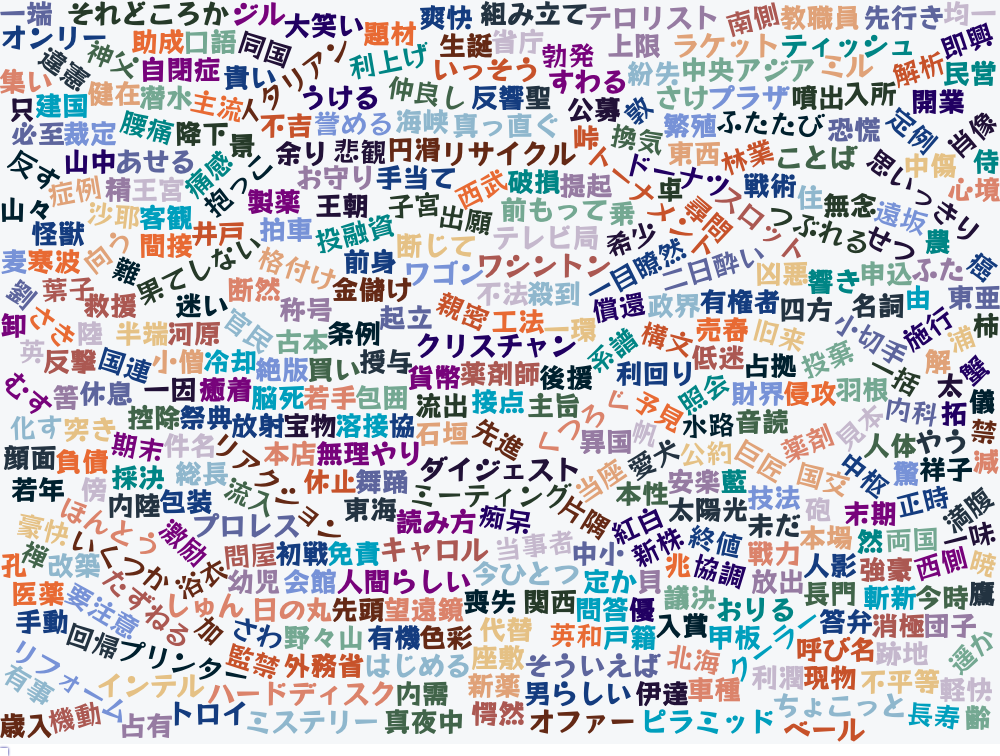 一端 それどころか ジル 大笑い 爽快 組み立て テロリスト 南側 教職員 先行き 均一
オンリー 助成 口語 同国 イタリアン 題材 生誕 省庁 勃発 上限 ラケット ティッシュ 即興
違憲 神父 自閉症 貴い 利上げ いっそう すわる 紛失 中央アジア ミル 解析 民営
集い 健在 潜水 主流 うける 仲良し 反響 聖 公募 敦 さけ プラザ 噴出 入所 開業
只 建国 腰痛 降下 景 不吉 誉める 海峡 真っ直ぐ 峠 換気 繁殖 ふたたび 恐慌 定例 肖像
必至 裁定 山中 あせる 痛感 抱っこ 余り 悲観 円滑 リサイクル トーナメント 東西 林業 ことば 思いっきり 中傷 侍
反す 症例 精 王宮 製薬 お守り 手当て 西武 破損 提起 ドーナツ 卓 スロット 戦術 住 無念 遠坂 心境
山々 沙耶 客観 王朝 子宮 出願 前もって 乗 尋問 つぶれる せつ 農
怪獣 向う 間接 井戸 拍車 投融資 断じて テレビ局 希少 一目瞭然 二日酔い 凶悪 響き 申込 ふた 癌
麦 寒波 難 果てしない 格付け 前身 ワゴン ワシントン 不法 殺到 償還 政界 有権者 四方 名詞 由 東亜
劉 葉子 救援 迷い 断然 称号 金儲け 起立 親密 工法 一環 系譜 構文 売春 旧来 小切手 施行 浦 柿
卸 さき 陸 半端 河原 官民 古本 条例 クリスチャン 低迷 占拠 投棄 一括 解 蟹
英 反撃 国連 小僧 冷却 絶版 買い 授与 貨幣 薬剤師 後援 利回り 照会 財界 侵攻 羽根 太 儀
むす 筈 休息 一因 癒着 脳死 若手 包囲 流出 接点 主旨 くつろぐ 予見 水路 音読 見本 内科 拓 禁
化す 突き 控除 祭典 放射 宝物 溶接 協 石垣 先進 異国 帆 公約 巨匠 薬剤 人体 やう 減
顔面 負債 期末 件名 リアクション 本店 無理やり ダイジェスト 当座 愛犬 安楽 藍 国交 中枢 驚 祥子
若年 傍 採決 総長 流入 休止 舞踊 ミーティング 片隅 本性 太陽光 技法 砲 末期 正時 満腹
ほんとう 内陸 包装 プロレス 東海 読み方 痴呆 紅白 新株 終値 未だ 本場 然 両国 一味
豪快 いくつか 激励 問屋 初戦 免責 キャロル 当事者 中小 兆 協調 戦力 人影 強豪 西側 暁
孔 禅 改築 たずねる 浴衣 幼児 会館 人間らしい 今ひとつ 定か 貝 議決 放出 長門 斬新 今時 鷹
医薬 要注意 しゅん 日の丸 先頭 望遠鏡 喪失 関西 問答 優 入賞 おりる 答弁 消極 団子
手動 回帰 プリンター 加 さわ 野々山 有機 色彩 代替 英和 戸籍 甲板 リンライ 呼び名 跡地 遥か
リフォーム 監禁 外務省 はじめる 座敷 そういえば 北海 利潤 現物 不平等 軽快
有事 インテル ハードディスク 内需 新薬 男らしい 伊達 車種 ちょこっと 長寿 齢
歳入 機動 占有 トロイ ミステリー 真夜中 愕然 オファー ピラミッド ベール